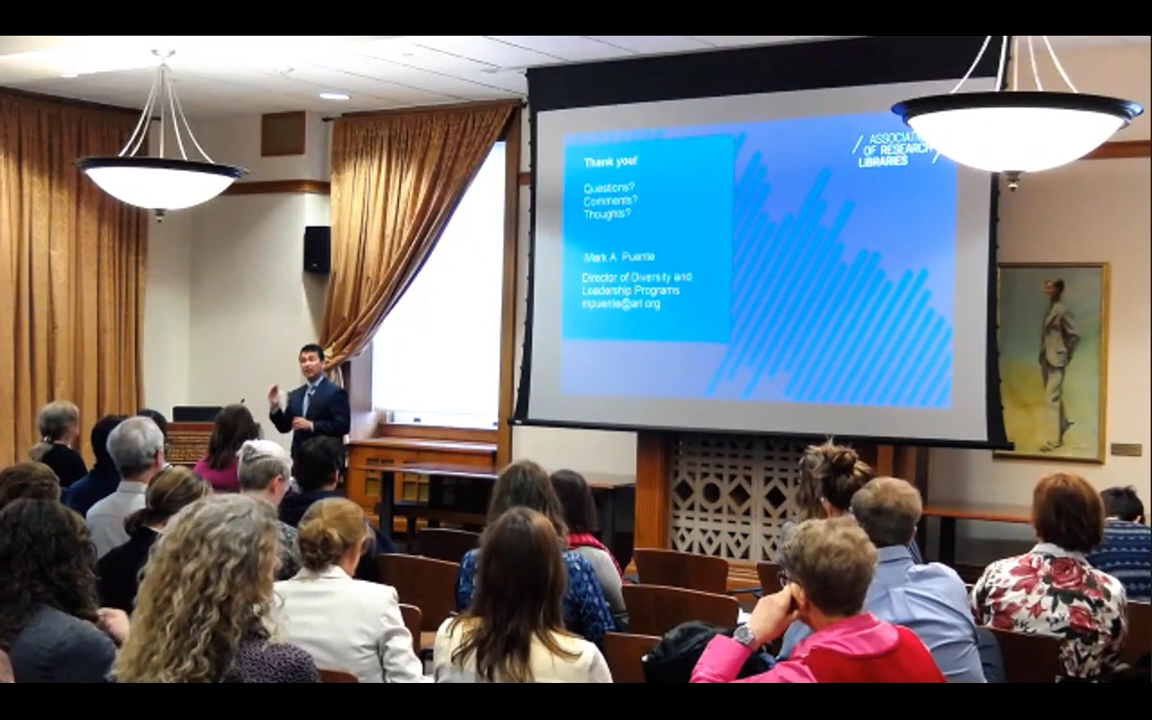 Thank you!
Questions?
Comments?
Thoughts?
Mark A. Puente
Director of Diversity and
Leadership Programs
mpuente@arl.org
ASSOCIAT
OF RESEARCH
LIBRARIES